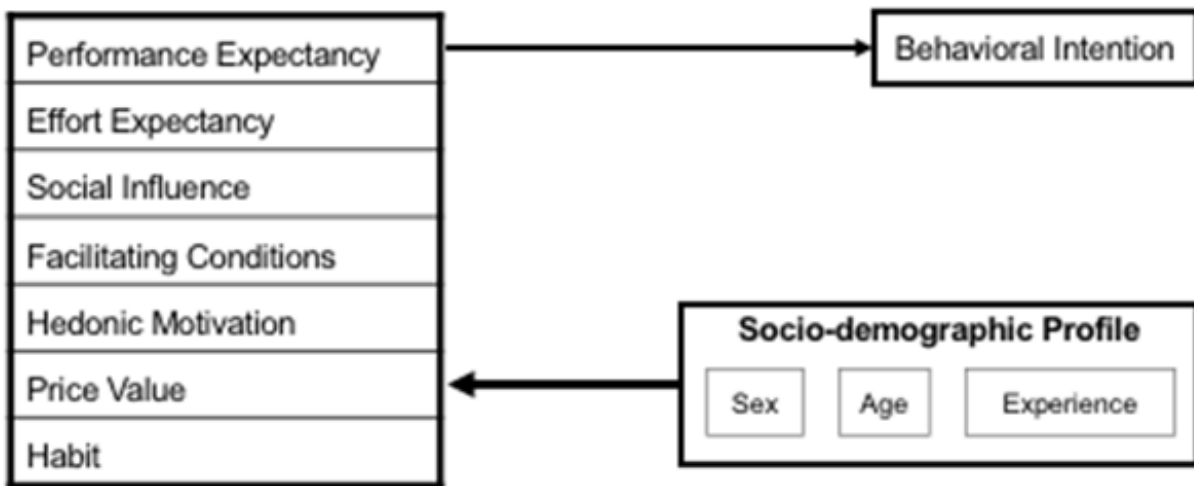 Performance Expectancy
Effort Expectancy
Social Influence
Facilitating Conditions
Hedonic Motivation
Price Value
Habit
Behavioral Intention
Socio-demographic Profile
Sex
Age
Experience